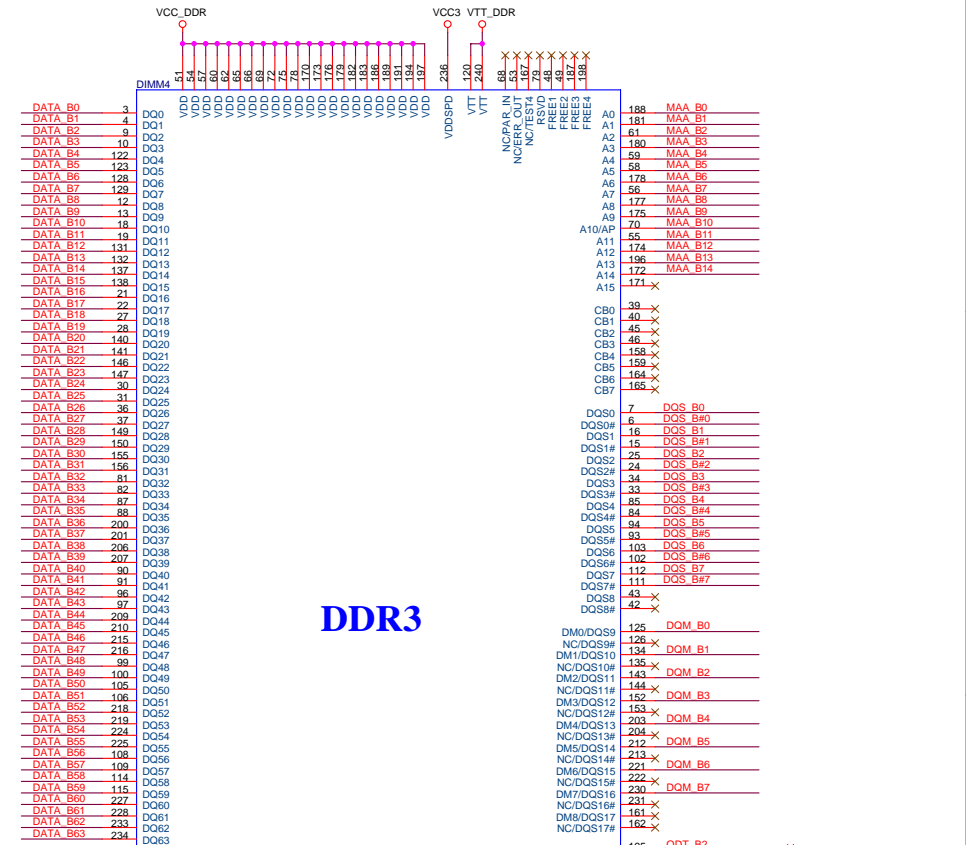 VCC_DDR VCC3 VTT_DDR
51 54 57 60 62 65 66 69 72 75 78 170 173 176 179 182 183 186 189 191 194 197 236 120 240 68 53 167 79 48 49 187 198
DIMM4
VDD VDD VDD VDD VDD VDD VDD VDD VDD VDD VDD VDD VDD VDD VDD VDD VDD VDD VDD VDD VDD VDD VDDSPD VTT VTT NC/PAR_IN NC/ERR_OUT NC/TEST4 RSVD FREE1 FREE2 FREE3 FREE4
DATA_B0 3 DQ0
DATA_B1 4 DQ1
DATA_B2 9 DQ2
DATA_B3 10 DQ3
DATA_B4 122 DQ4
DATA_B5 123 DQ5
DATA_B6 128 DQ6
DATA_B7 129 DQ7
DATA_B8 12 DQ8
DATA_B9 13 DQ9
DATA_B10 18 DQ10
DATA_B11 19 DQ11
DATA_B12 131 DQ12
DATA_B13 132 DQ13
DATA_B14 137 DQ14
DATA_B15 138 DQ15
DATA_B16 21 DQ16
DATA_B17 22 DQ17
DATA_B18 27 DQ18
DATA_B19 28 DQ19
DATA_B20 140 DQ20
DATA_B21 141 DQ21
DATA_B22 146 DQ22
DATA_B23 147 DQ23
DATA_B24 30 DQ24
DATA_B25 31 DQ25
DATA_B26 36 DQ26
DATA_B27 37 DQ27
DATA_B28 149 DQ28
DATA_B29 150 DQ29
DATA_B30 155 DQ30
DATA_B31 156 DQ31
DATA_B32 81 DQ32
DATA_B33 82 DQ33
DATA_B34 87 DQ34
DATA_B35 88 DQ35
DATA_B36 200 DQ36
DATA_B37 201 DQ37
DATA_B38 206 DQ38
DATA_B39 207 DQ39
DATA_B40 90 DQ40
DATA_B41 91 DQ41
DATA_B42 96 DQ42
DATA_B43 97 DQ43
DATA_B44 209 DQ44
DATA_B45 210 DQ45
DATA_B46 215 DQ46
DATA_B47 216 DQ47
DATA_B48 99 DQ48
DATA_B49 100 DQ49
DATA_B50 105 DQ50
DATA_B51 106 DQ51
DATA_B52 218 DQ52
DATA_B53 219 DQ53
DATA_B54 224 DQ54
DATA_B55 225 DQ55
DATA_B56 108 DQ56
DATA_B57 109 DQ57
DATA_B58 114 DQ58
DATA_B59 115 DQ59
DATA_B60 227 DQ60
DATA_B61 228 DQ61
DATA_B62 233 DQ62
DATA_B63 234 DQ63
DDR3
A0 188 MAA_B0
A1 181 MAA_B1
A2 61 MAA_B2
A3 180 MAA_B3
A4 59 MAA_B4
A5 58 MAA_B5
A6 178 MAA_B6
A7 56 MAA_B7
A8 177 MAA_B8
A9 175 MAA_B9
A10/AP 70 MAA_B10
A11 55 MAA_B11
A12 174 MAA_B12
A13 196 MAA_B13
A14 172 MAA_B14
A15 171
CB0 39
CB1 40
CB2 45
CB3 46
CB4 158
CB5 159
CB6 164
CB7 165
DQS0 7 DQS_B0
DQS0# 6 DQS_B#0
DQS1 16 DQS_B1
DQS1# 15 DQS_B#1
DQS2 25 DQS_B2
DQS2# 24 DQS_B#2
DQS3 34 DQS_B3
DQS3# 33 DQS_B#3
DQS4 85 DQS_B4
DQS4# 84 DQS_B#4
DQS5 94 DQS_B5
DQS5# 93 DQS_B#5
DQS6 103 DQS_B6
DQS6# 102 DQS_B#6
DQS7 112 DQS_B7
DQS7# 111 DQS_B#7
DQS8 43
DQS8# 42
DM0/DQS9 125 DQM_B0
NC/DQS9# 126
DM1/DQS10 134 DQM_B1
NC/DQS10# 135
DM2/DQS11 143 DQM_B2
NC/DQS11# 144
DM3/DQS12 152 DQM_B3
NC/DQS12# 153
DM4/DQS13 203 DQM_B4
NC/DQS13# 204
DM5/DQS14 212 DQM_B5
NC/DQS14# 213
DM6/DQS15 221 DQM_B6
NC/DQS15# 222
DM7/DQS16 230 DQM_B7
NC/DQS16# 231
DM8/DQS17 161
NC/DQS17# 162
195 ODT_B2